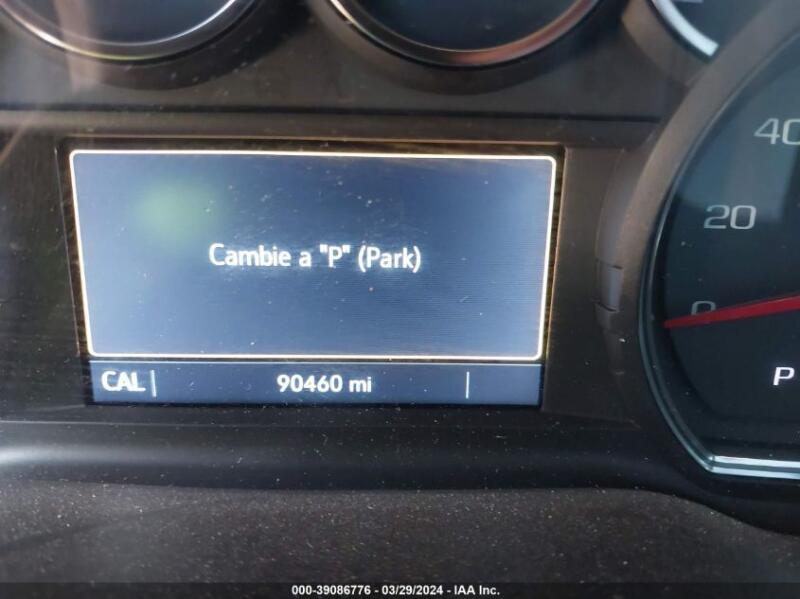 40
20
0
Cambie a "P" (Park)
P
CAL 90460 mi
000-39086776 - 03/29/2024 - IAA Inc.